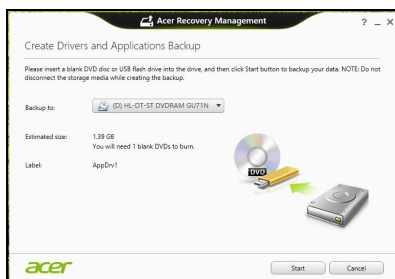 Acer Recovery Management
? _ ×
Create Drivers and Applications Backup
Please insert a blank DVD disc or USB flash drive into the drive, and then click Start button to backup your data. NOTE: Do not
disconnect the storage media while creating the backup.
Backup to:
(D) HL-DT-ST DVDRAM GU71N
Estimated size:
1.39 GB
You will need 1 blank DVDs to burn.
Label:
AppDrv1
DVD
acer
Start
Cancel